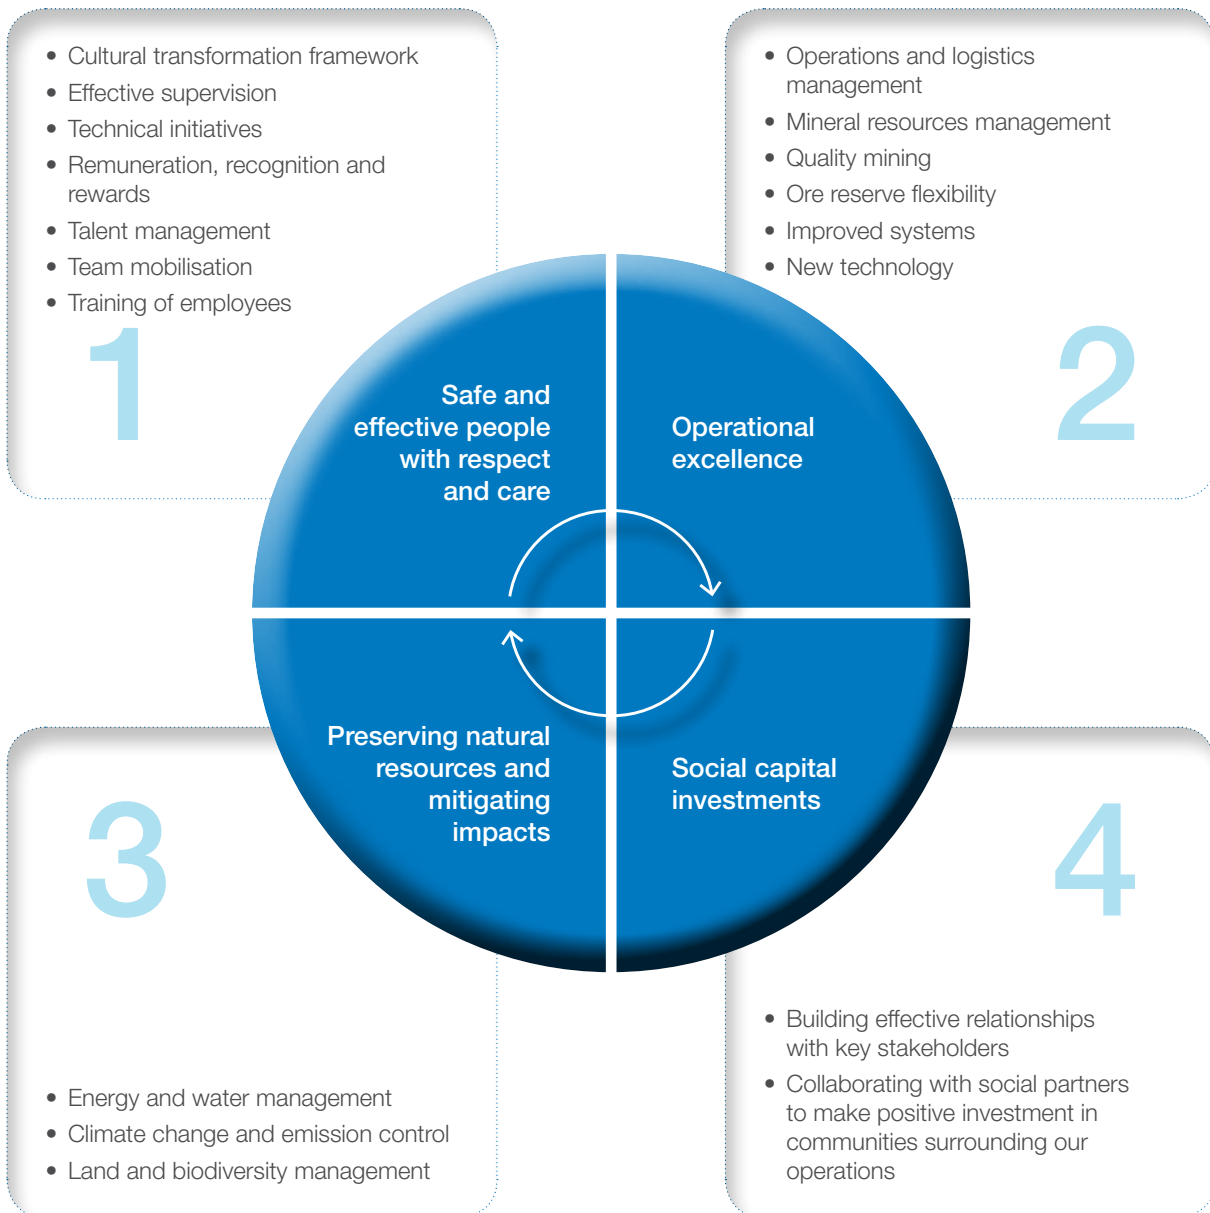 • Cultural transformation framework
• Effective supervision
• Technical initiatives
• Remuneration, recognition and
rewards
• Talent management
• Team mobilisation
• Training of employees
1
Safe and
effective people
with respect
and care
• Operations and logistics
management
• Mineral resources management
• Quality mining
• Ore reserve flexibility
• Improved systems
• New technology
2
Operational
excellence
3
Preserving natural
resources and
mitigating
impacts
• Energy and water management
• Climate change and emission control
• Land and biodiversity management
4
Social capital
investments
• Building effective relationships
with key stakeholders
• Collaborating with social partners
to make positive investment in
communities surrounding our
operations